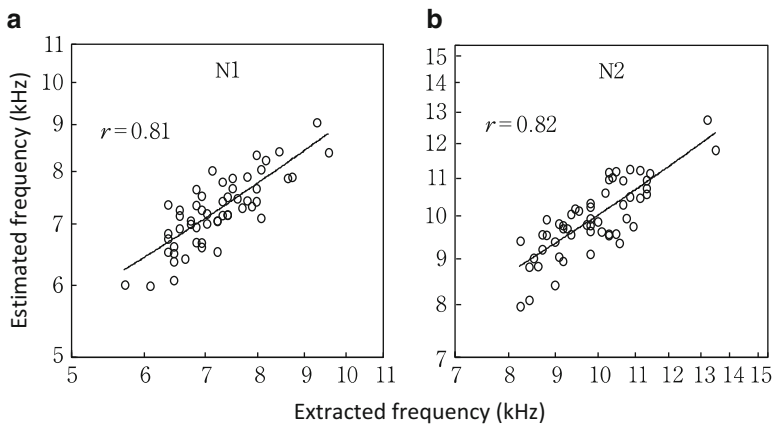 a
N1
r=0.81
11
10
9
8
7
6
5
5 6 7 8 9 10 11
Estimated frequency (kHz)
b
N2
r=0.82
15
14
13
12
11
10
9
8
7
7 8 9 10 11 12 13 14 15
Extracted frequency (kHz)